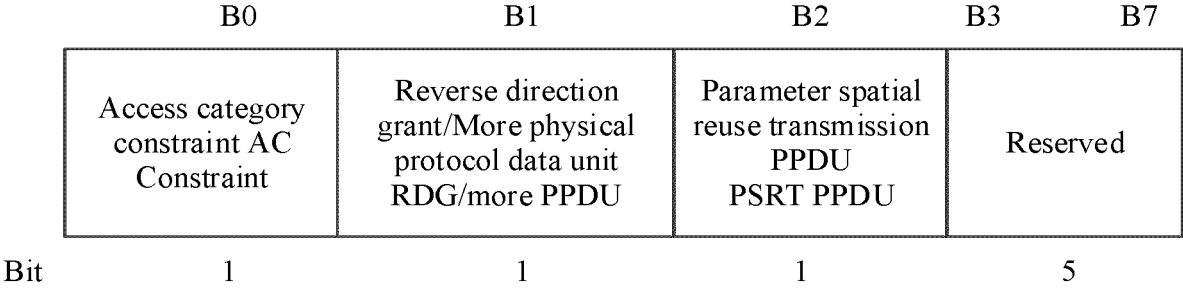 B0 B1 B2 B3 B7
Access category
constraint AC
Constraint
Reverse direction
grant/More physical
protocol data unit
RDG/more PPDU
Parameter spatial
reuse transmission
PPDU
PSRT PPDU
Reserved
Bit 1 1 1 5